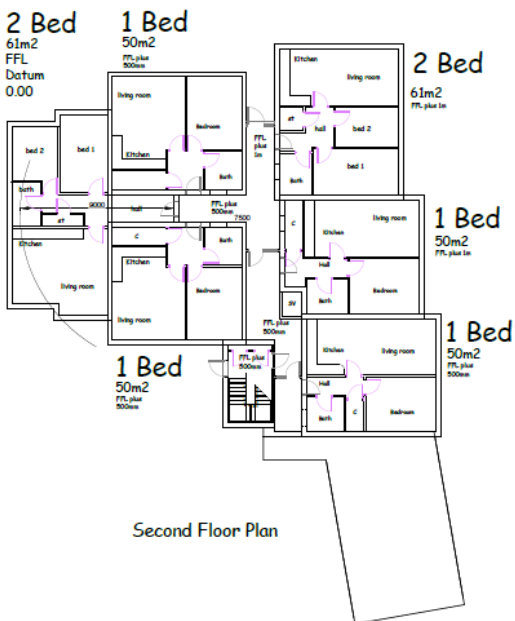 2 Bed
61m2
FFL
Datum
0.00
1 Bed
50m2
FFL plus
500mm
2 Bed
61m2
FFL plus 1m
Kitchen
living room
st
hall
bed 2
bed 1
Bath
living room
Bedroom
Kitchen
Bath
FFL
plus
1m
bed 2
bed 1
bath
st
Kitchen
living room
9000
hall
FFL plus
500mm
7500
C
Bath
Kitchen
living room
Bedroom
1 Bed
50m2
FFL plus
500mm
C
living room
Kitchen
Hall
Bath
Bedroom
1 Bed
50m2
FFL plus 1m
SV
FFL plus
500mm
FFL plus
500mm
Kitchen
living room
Hall
Bath
C
Bedroom
1 Bed
50m2
FFL plus
500mm
Second Floor Plan